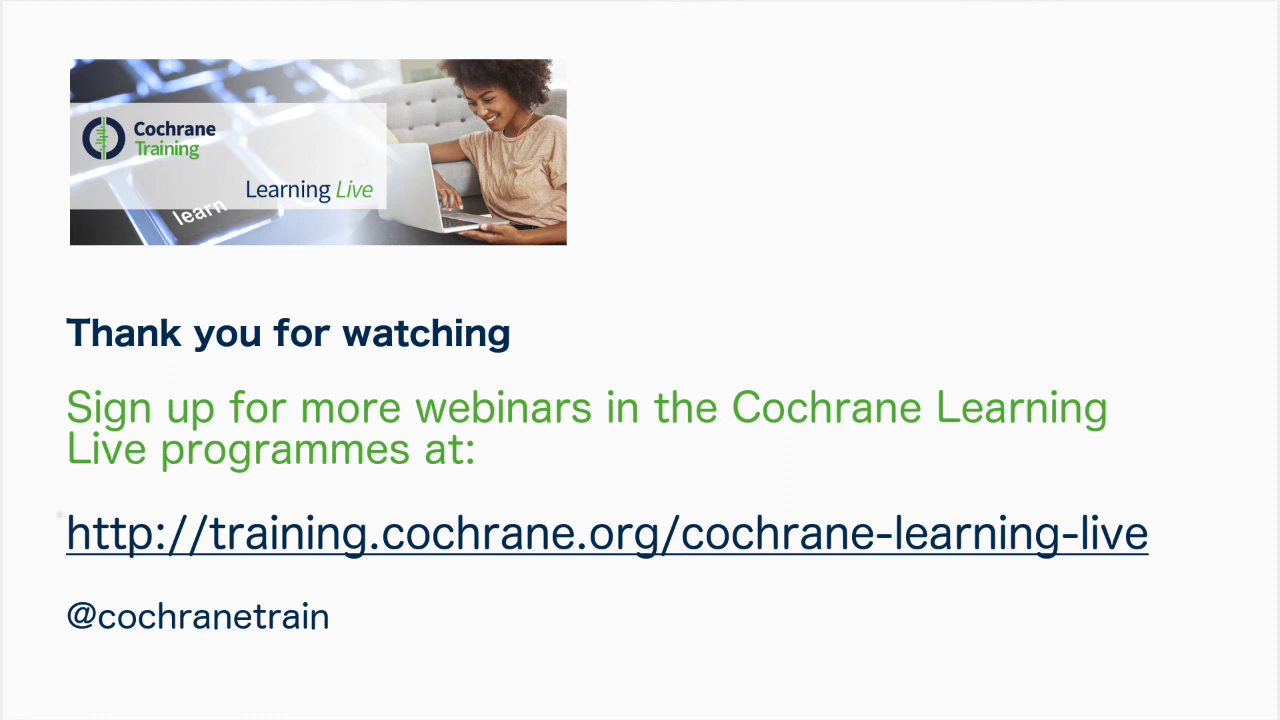 Cochrane
Training
Learning Live
learn
Thank you for watching
Sign up for more webinars in the Cochrane Learning
Live programmes at:
http://training.cochrane.org/cochrane-learning-live
@cochranetrain